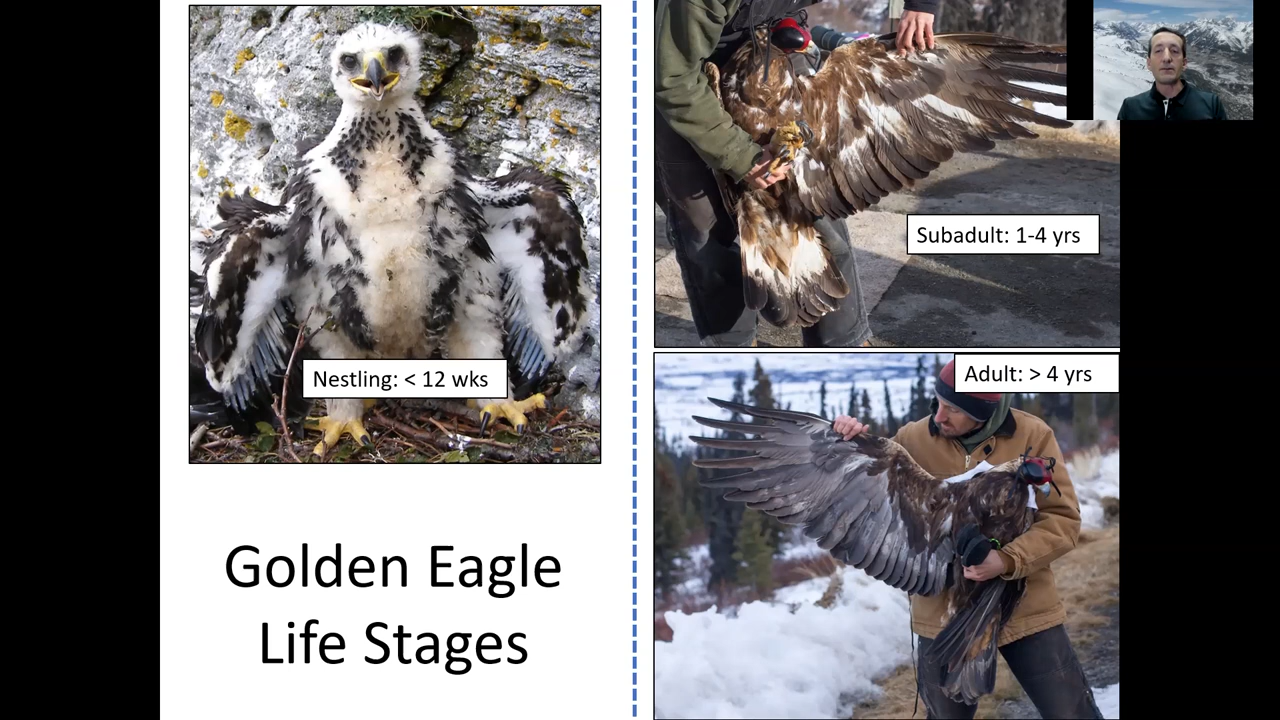 Nestling: < 12 wks
Golden Eagle
Life Stages
Subadult: 1-4 yrs
Adult: > 4 yrs